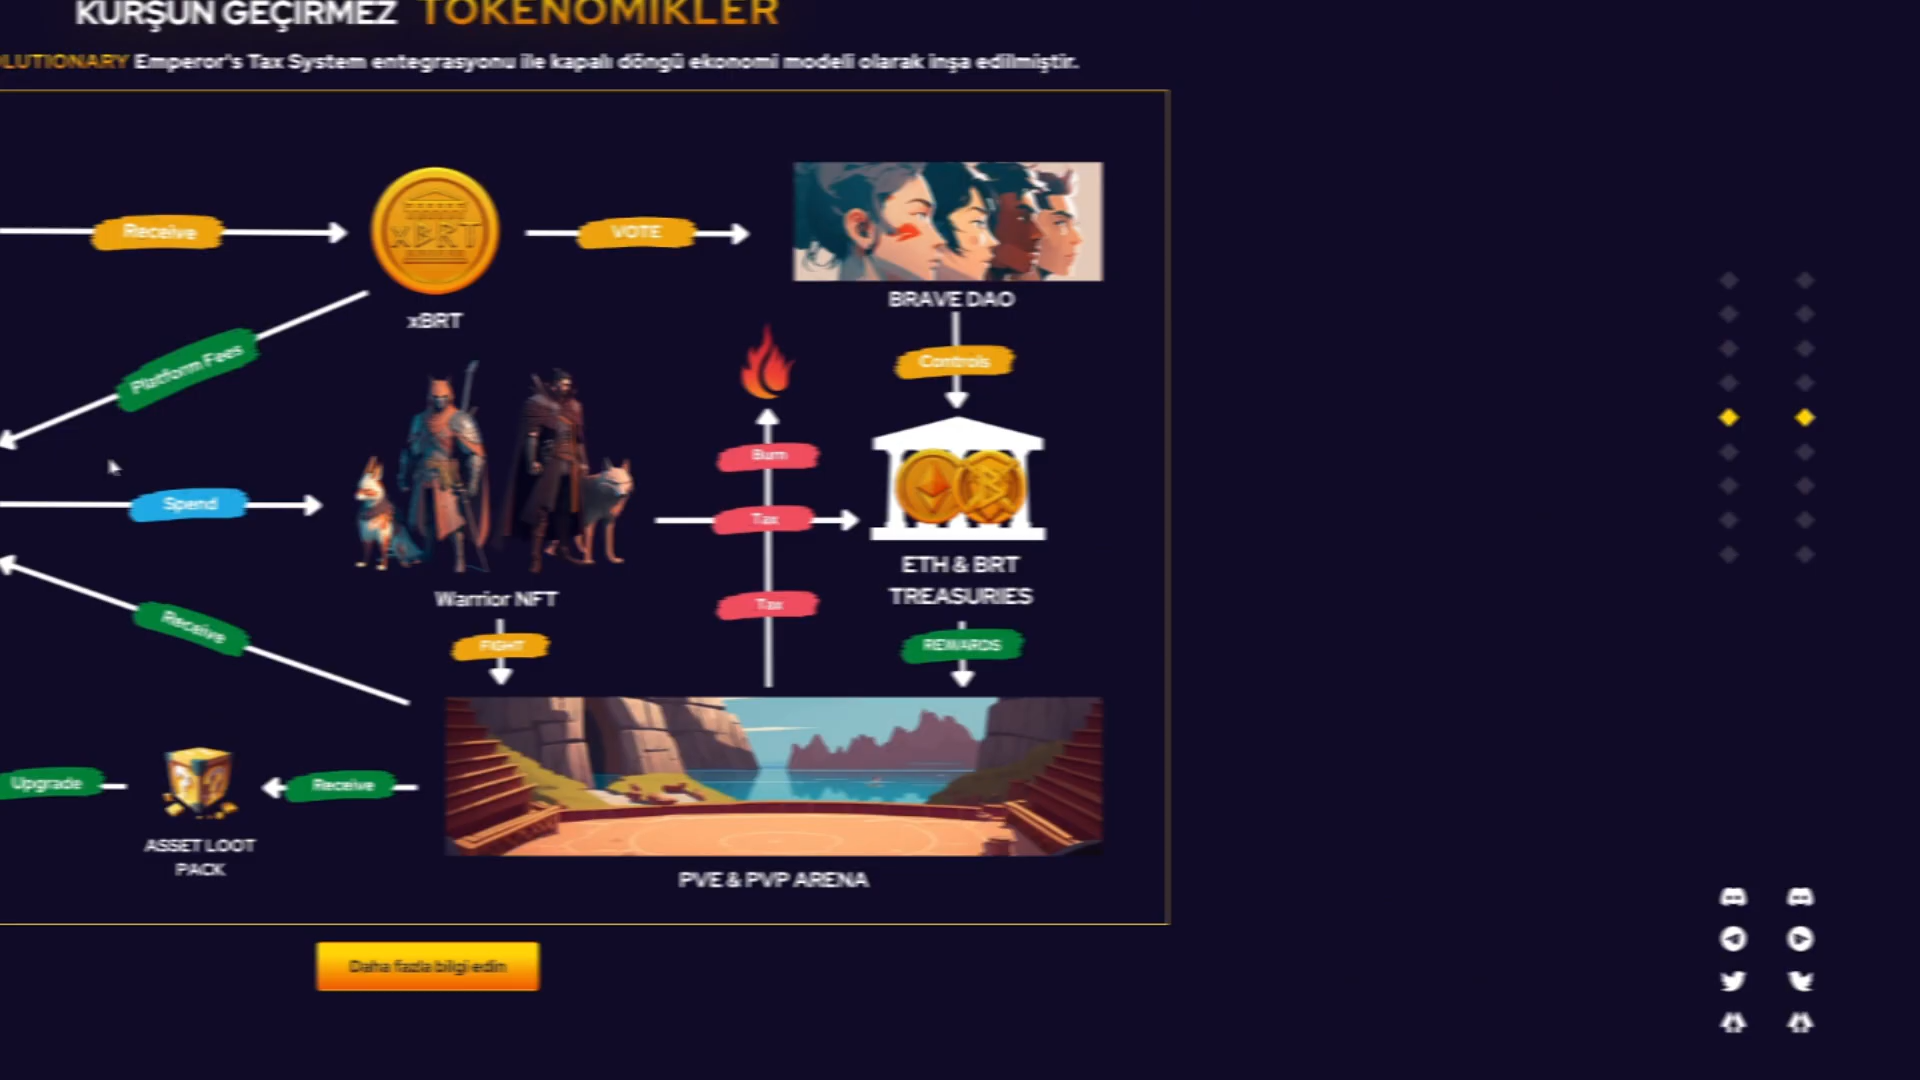 KURŞUN GEÇİRMEZ TOKENOMİKLER
OLUTIONARY Emperor's Tax System entegrasyonu ile kapalı döngü ekonomi modeli olarak inşa edilmiştir.
Receive
xBRT
VOTE
BRAVE DAO
xBRT
Platform Fees
Controls
Burn
Spend
Tax
ETH & BRT
TREASURIES
Warrior NFT
Tax
Receive
FIGHT
REWARDS
Upgrade
Receive
ASSET LOOT
PACK
PVE & PVP ARENA
Daha fazla bilgi edin